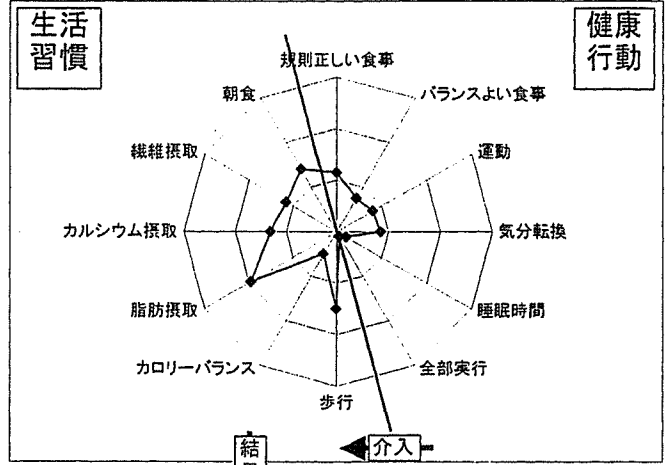 生活
習慣
健康
行動
規則正しい食事
朝食
バランスよい食事
繊維摂取
運動
カルシウム摂取
気分転換
脂肪摂取
睡眠時間
カロリーバランス
全部実行
歩行
結
介入